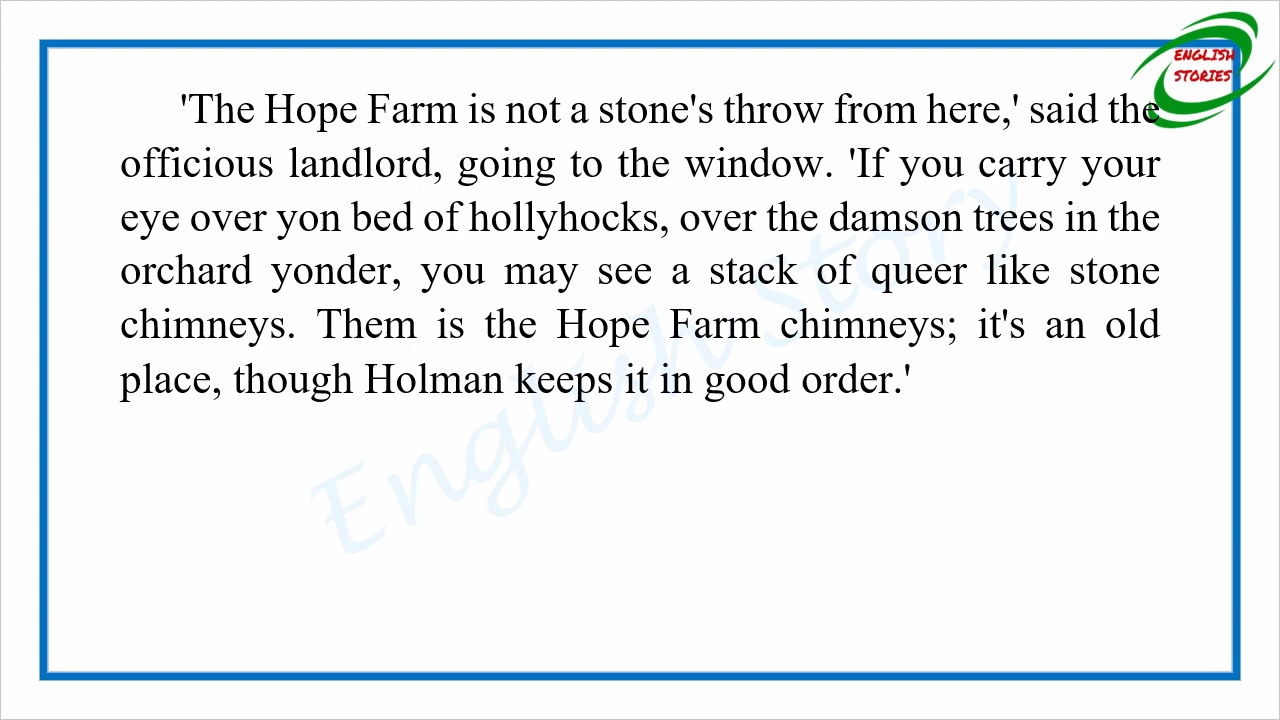 ENGLISH
STORIES
'The Hope Farm is not a stone's throw from here,' said the
officious landlord, going to the window. 'If you carry your
eye over yon bed of hollyhocks, over the damson trees in the
orchard yonder, you may see a stack of queer like stone
chimneys. Them is the Hope Farm chimneys; it's an old
place, though Holman keeps it in good order.'
English Story